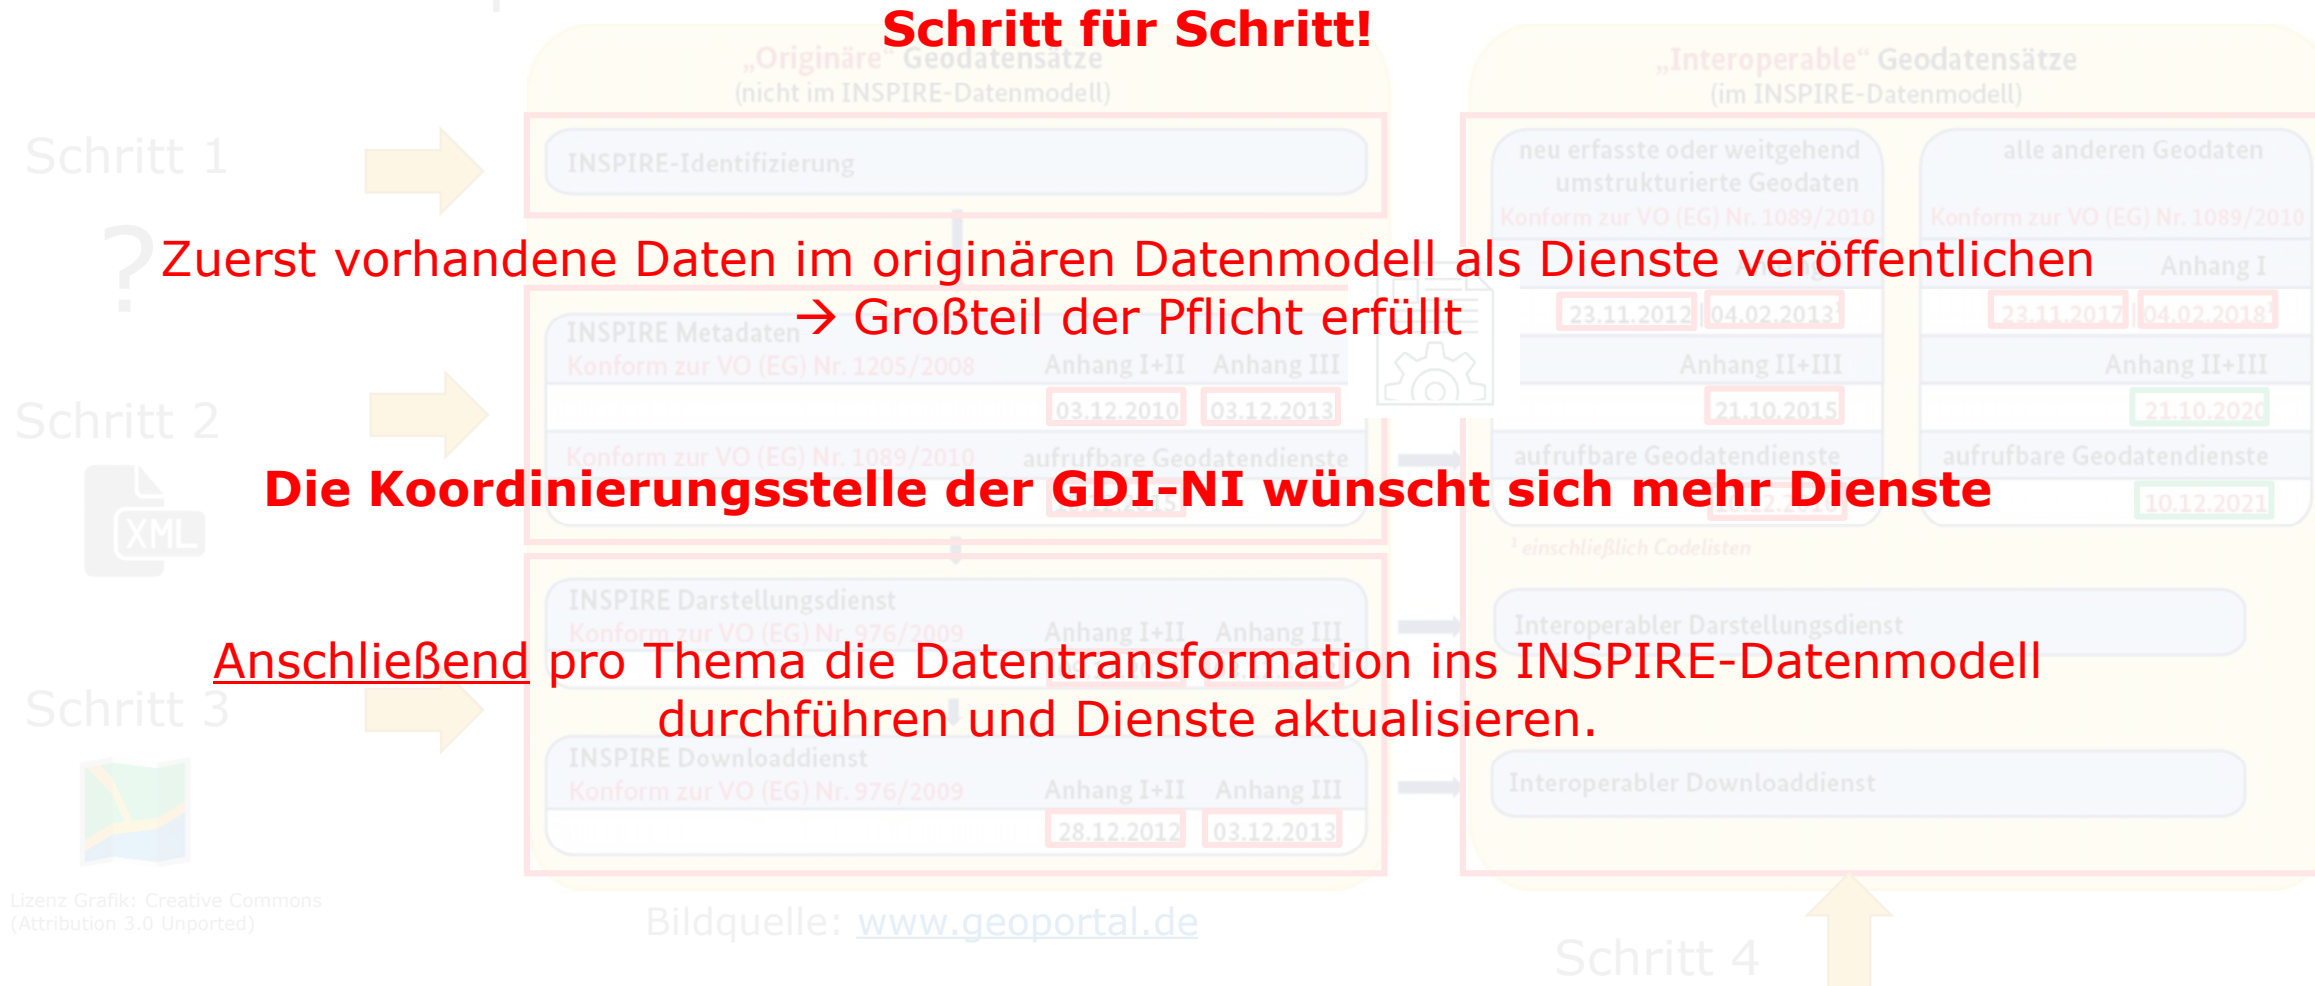 Schritt für Schritt!
„Originäre“ Geodatensätze
(nicht im INSPIRE-Datenmodell)
„Interoperable“ Geodatensätze
(im INSPIRE-Datenmodell)
Schritt 1
INSPIRE-Identifizierung
neu erfasste oder weitgehend
umstrukturierte Geodaten
Konform zur VO (EG) Nr. 1089/2010
alle anderen Geodaten
Konform zur VO (EG) Nr. 1089/2010
?
Zuerst vorhandene Daten im originären Datenmodell als Dienste veröffentlichen
→ Großteil der Pflicht erfüllt
Anhang I
23.11.2012 | 04.02.2013¹
23.11.2017 | 04.02.2018¹
INSPIRE Metadaten
Konform zur VO (EG) Nr. 1205/2008
Anhang I+II Anhang III
03.12.2010 03.12.2013
Anhang II+III
21.10.2015
Anhang II+III
21.10.2020
Schritt 2
XML
Konform zur VO (EG) Nr. 1089/2010 aufrufbare Geodatendienste
aufrufbare Geodatendienste
aufrufbare Geodatendienste
10.12.2021
Die Koordinierungsstelle der GDI-NI wünscht sich mehr Dienste
¹ einschließlich Codelisten
INSPIRE Darstellungsdienst
Konform zur VO (EG) Nr. 976/2009 Anhang I+II Anhang III
Interoperabler Darstellungsdienst
Anschließend pro Thema die Datentransformation ins INSPIRE-Datenmodell
durchführen und Dienste aktualisieren.
Schritt 3
INSPIRE Downloaddienst
Konform zur VO (EG) Nr. 976/2009 Anhang I+II Anhang III
28.12.2012 03.12.2013
Interoperabler Downloaddienst
Lizenz Grafik: Creative Commons
(Attribution 3.0 Unported)
Bildquelle: www.geoportal.de
Schritt 4